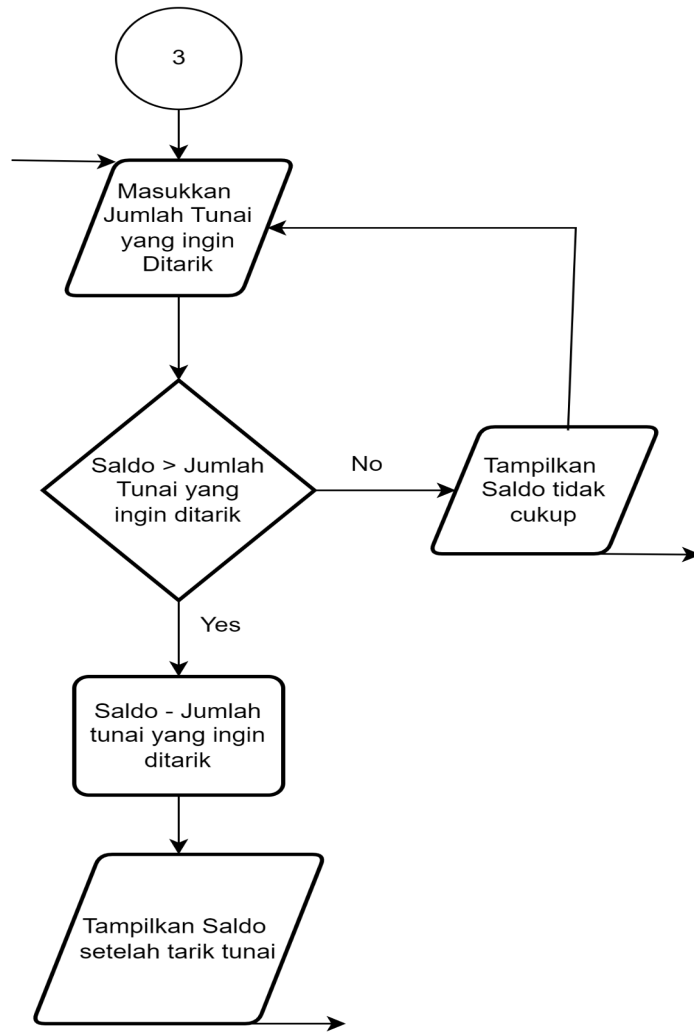 3
Masukkan
Jumlah Tunai
yang ingin
Ditarik
Saldo > Jumlah
Tunai yang
ingin ditarik
No
Tampilkan
Saldo tidak
cukup
Yes
Saldo - Jumlah
tunai yang ingin
ditarik
Tampilkan Saldo
setelah tarik tunai